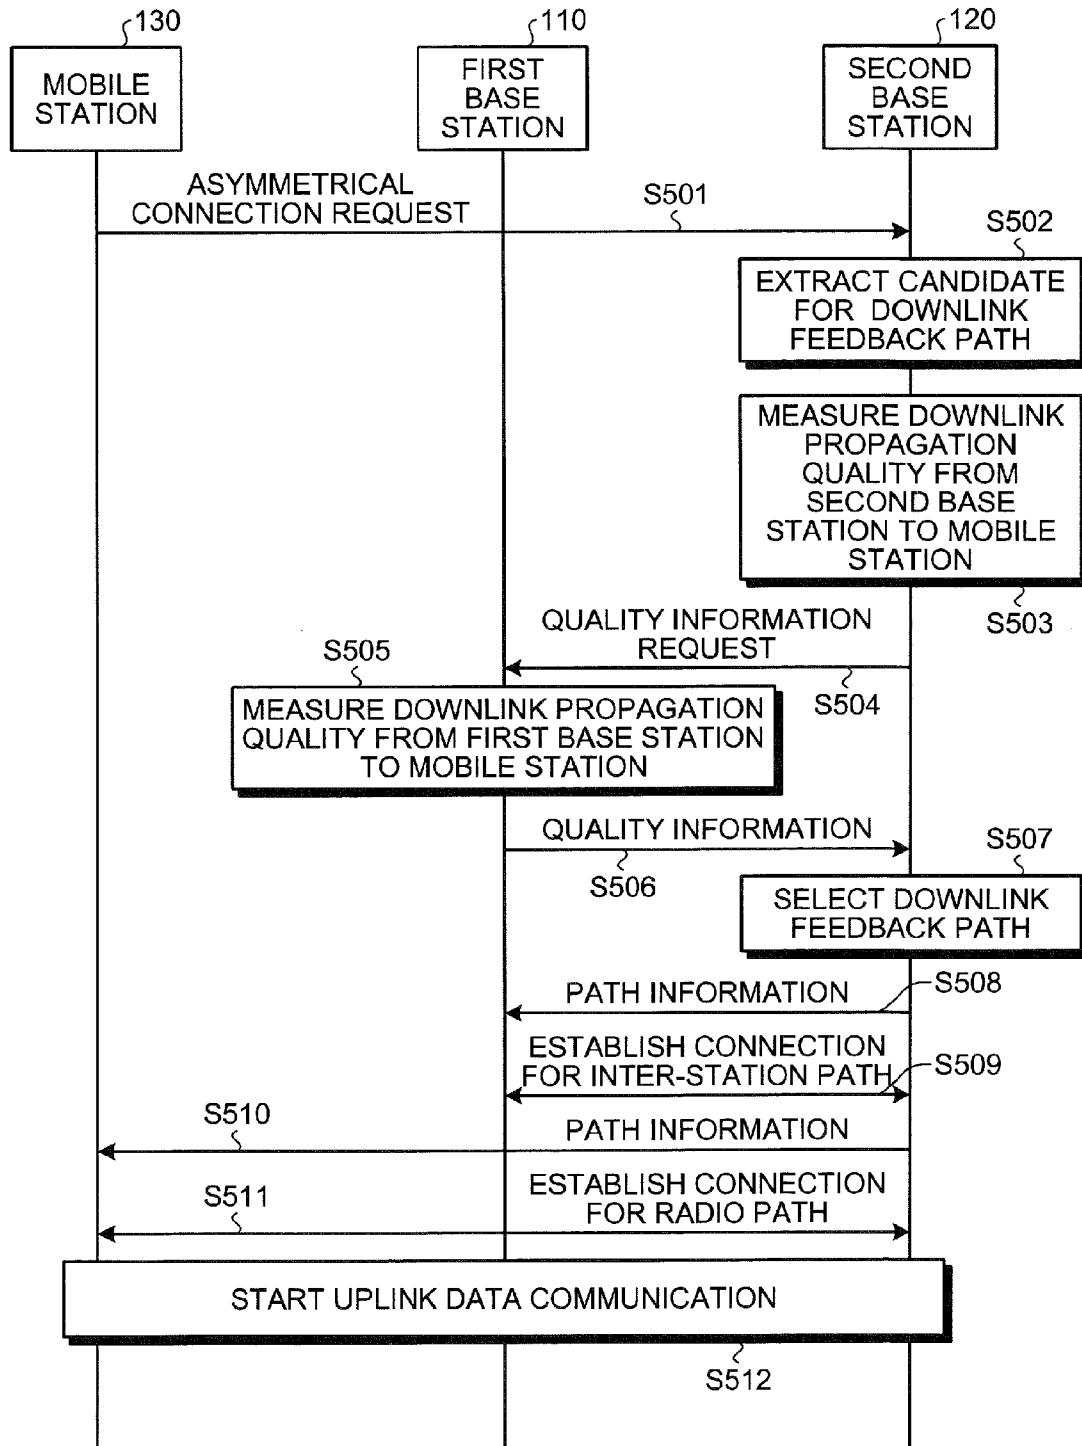 130
110
120
MOBILE
STATION
FIRST
BASE
STATION
SECOND
BASE
STATION
ASYMMETRICAL
CONNECTION REQUEST
S501
S502
EXTRACT CANDIDATE
FOR DOWNLINK
FEEDBACK PATH
MEASURE DOWNLINK
PROPAGATION
QUALITY FROM
SECOND BASE
STATION TO MOBILE
STATION
S503
QUALITY INFORMATION
REQUEST
S504
S505
MEASURE DOWNLINK PROPAGATION
QUALITY FROM FIRST BASE STATION
TO MOBILE STATION
QUALITY INFORMATION
S506
S507
SELECT DOWNLINK
FEEDBACK PATH
PATH INFORMATION
S508
ESTABLISH CONNECTION
FOR INTER-STATION PATH
S509
S510
PATH INFORMATION
S511
ESTABLISH CONNECTION
FOR RADIO PATH
START UPLINK DATA COMMUNICATION
S512